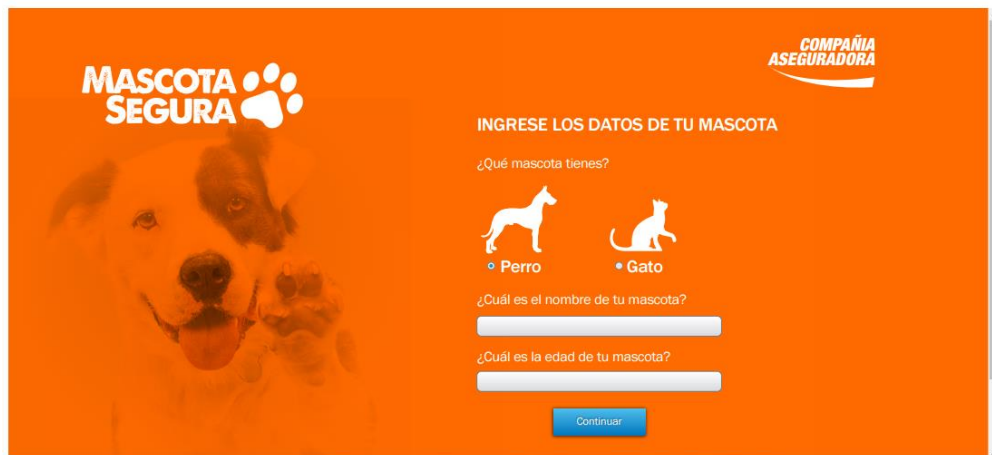 MASCOTA
SEGURA
COMPAÑIA
ASEGURADORA
INGRESE LOS DATOS DE TU MASCOTA
¿Qué mascota tienes?
Perro
Gato
¿Cuál es el nombre de tu mascota?
¿Cuál es la edad de tu mascota?
Continuar